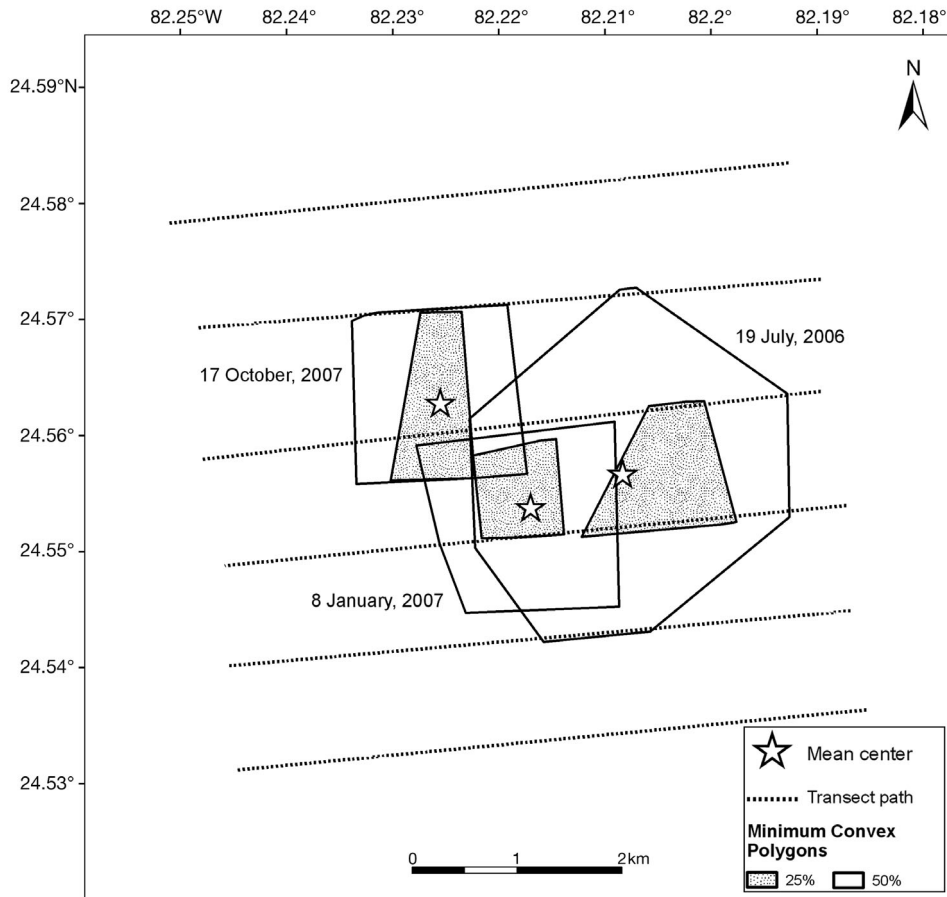 82.25°W 82.24° 82.23° 82.22° 82.21° 82.2° 82.19° 82.18°
N
24.59°N
24.58°
24.57°
24.56°
24.55°
24.54°
24.53°
19 July, 2006
17 October, 2007
8 January, 2007
0 1 2km
Mean center
Transect path
Minimum Convex
Polygons
25% 50%